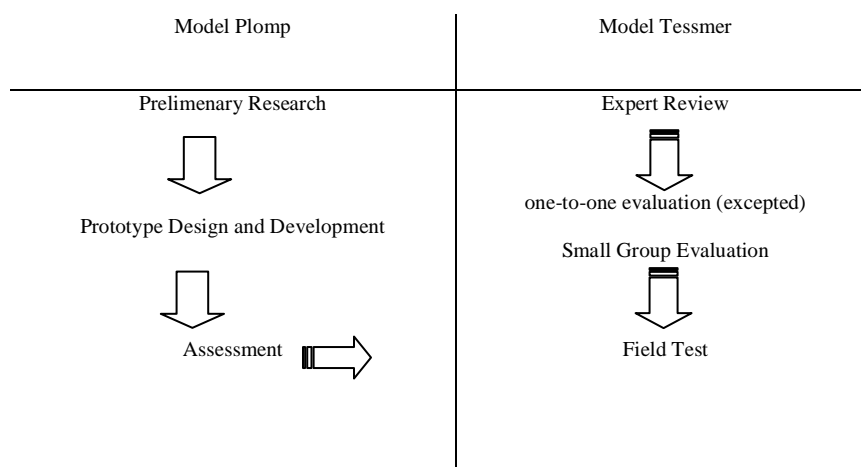 Model Plomp
Model Tessmer
Prelimenary Research
Expert Review
one-to-one evaluation (excepted)
Prototype Design and Development
Small Group Evaluation
Assessment
Field Test